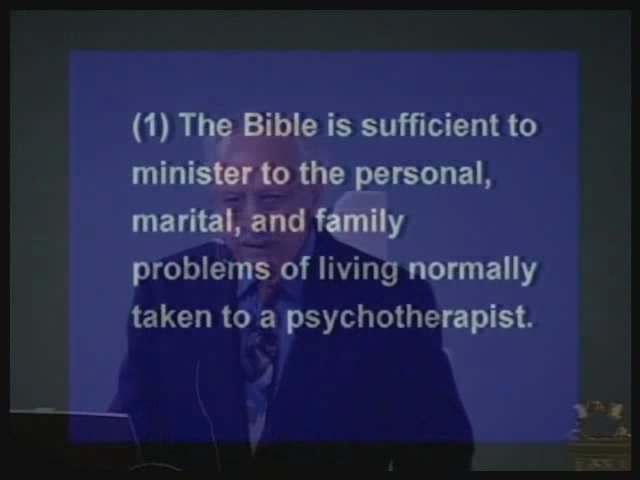 (1) The Bible is sufficient to
minister to the personal,
marital, and family
problems of living normally
taken to a psychotherapist.